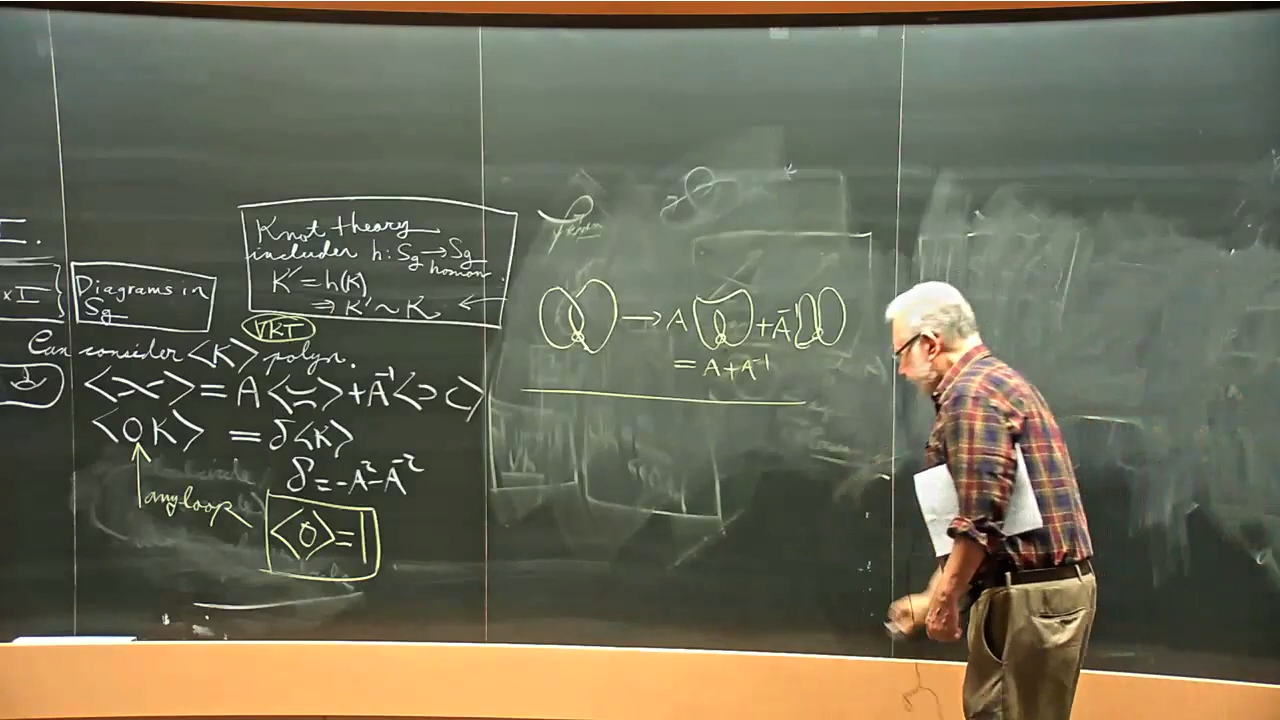 I.
× I }
Diagrams in
Sg
Knot theory
includes h: Sg → Sg
homom.
K' = h(K)
⇒ K' ~ K ←
VKT
Can consider <K> polyn.
<⤬> = A<≍> + A⁻¹<⊃⊂>
<OK> = δ<K>
δ = -A² - A⁻²
any loop
<O> = 1
→ A + A⁻¹
= A + A⁻¹